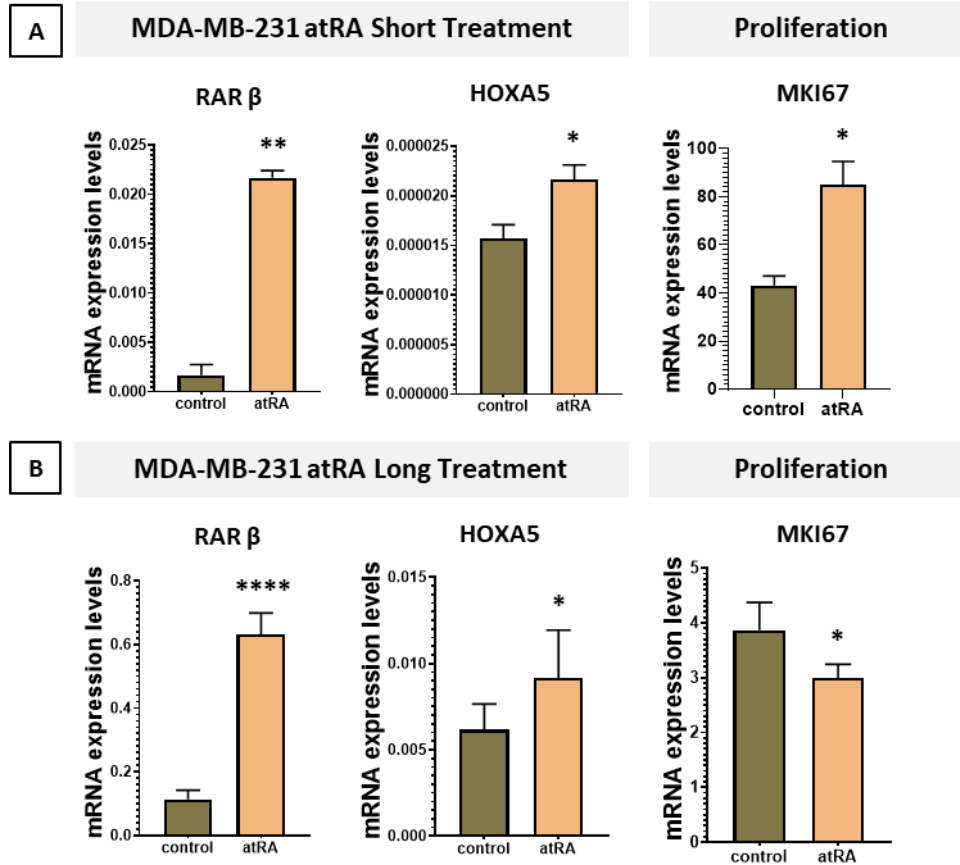 A
MDA-MB-231 atRA Short Treatment
Proliferation
RAR β
mRNA expression levels
0.025
0.020
0.015
0.010
0.005
0.000
**
control
atRA
HOXA5
mRNA expression levels
0.000025
0.000020
0.000015
0.000010
0.000005
0.000000
*
control
atRA
MKI67
mRNA expression levels
100
80
60
40
20
0
*
control
atRA
B
MDA-MB-231 atRA Long Treatment
Proliferation
RAR β
mRNA expression levels
0.8
0.6
0.4
0.2
0.0
****
control
atRA
HOXA5
mRNA expression levels
0.015
0.010
0.005
0.000
*
control
atRA
MKI67
mRNA expression levels
5
4
3
2
1
0
*
control
atRA